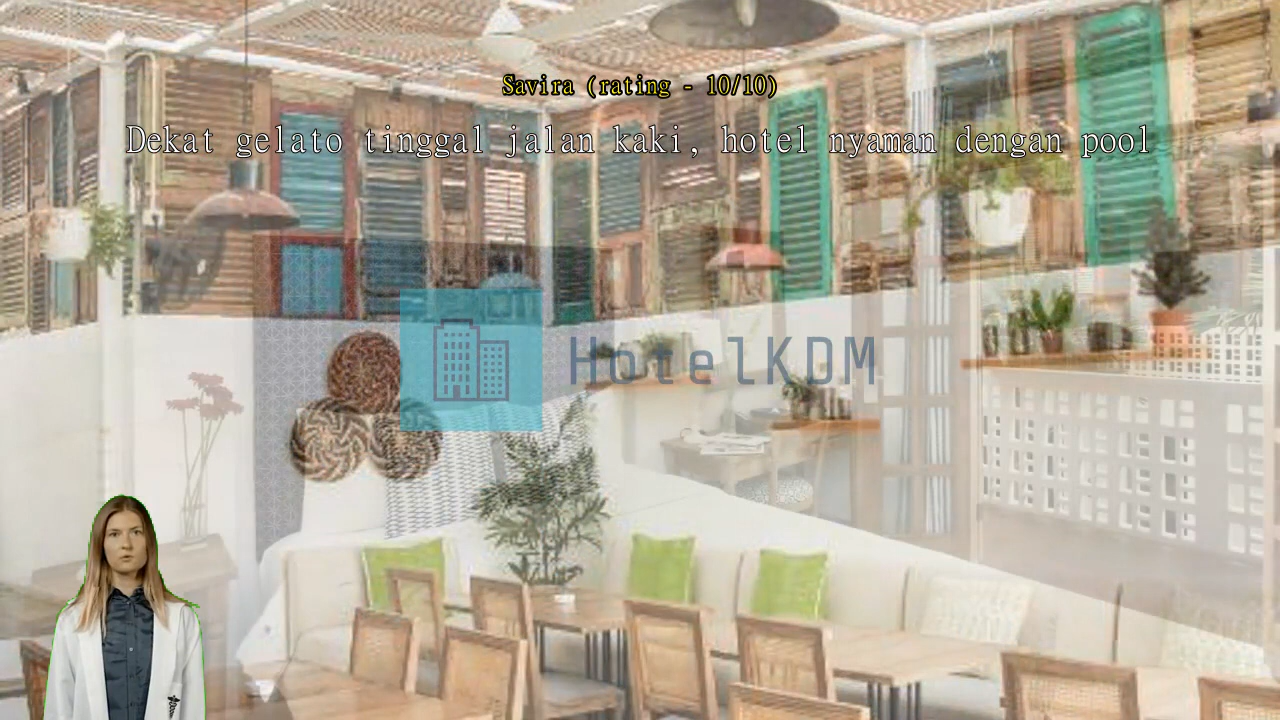 Savira (rating - 10/10)
Dekat gelato tinggal jalan kaki, hotel nyaman dengan pool
HotelKDM